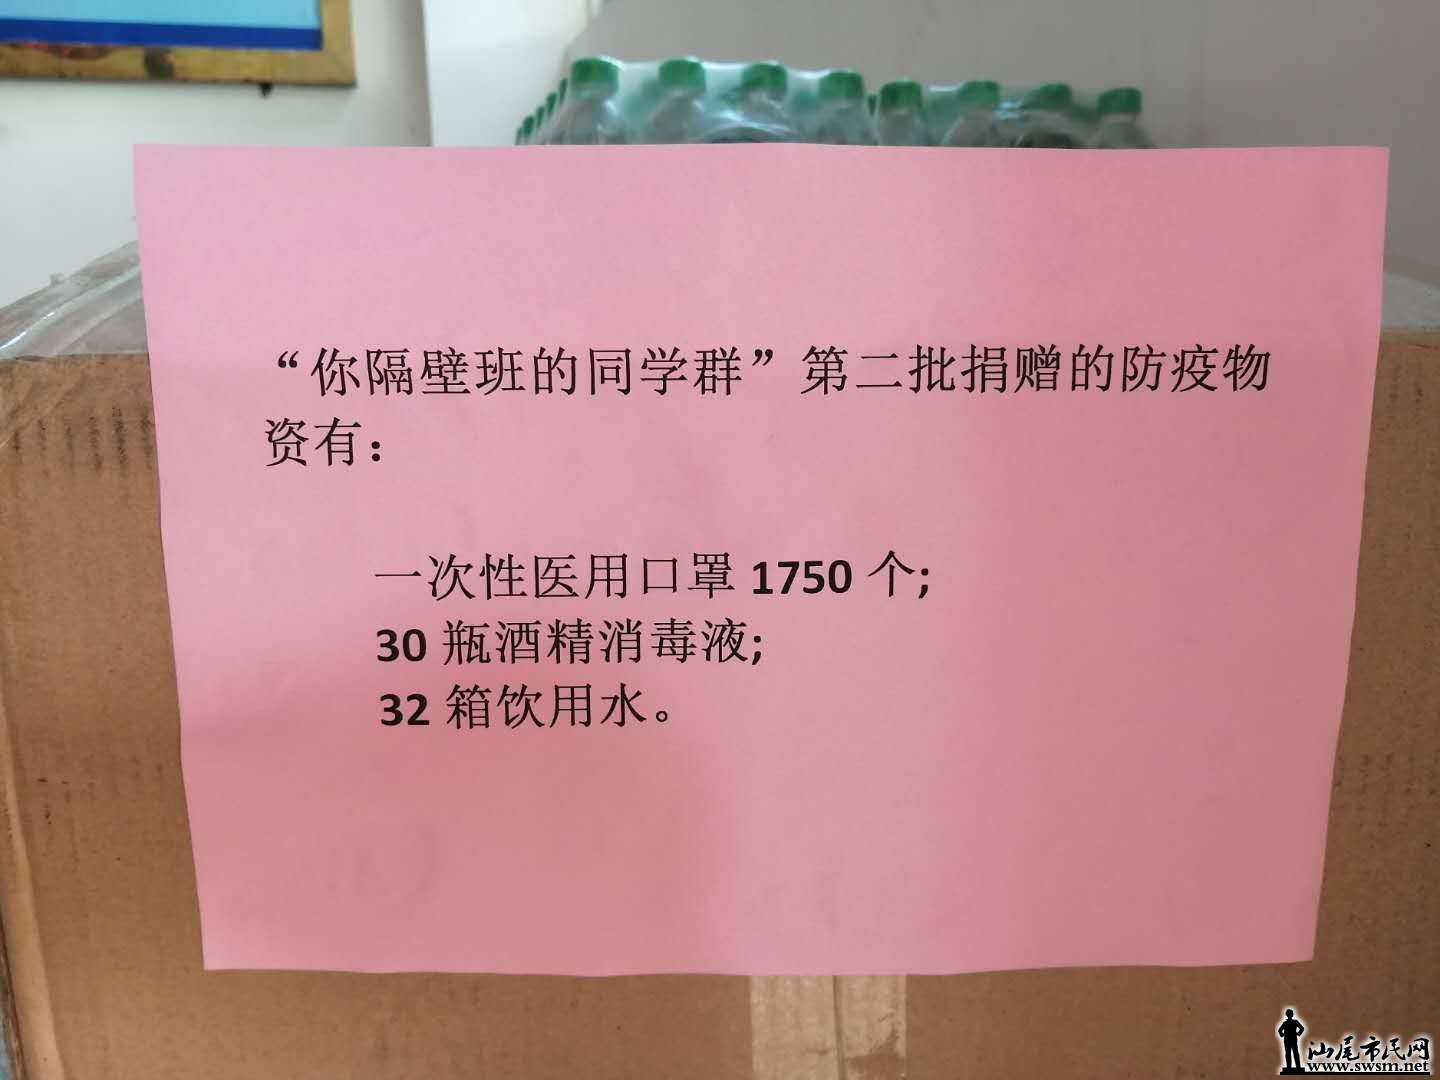 “你隔壁班的同学群”第二批捐赠的防疫物
资有：
一次性医用口罩 1750 个;
30 瓶酒精消毒液;
32 箱饮用水。
汕尾市民网
www.swsm.net